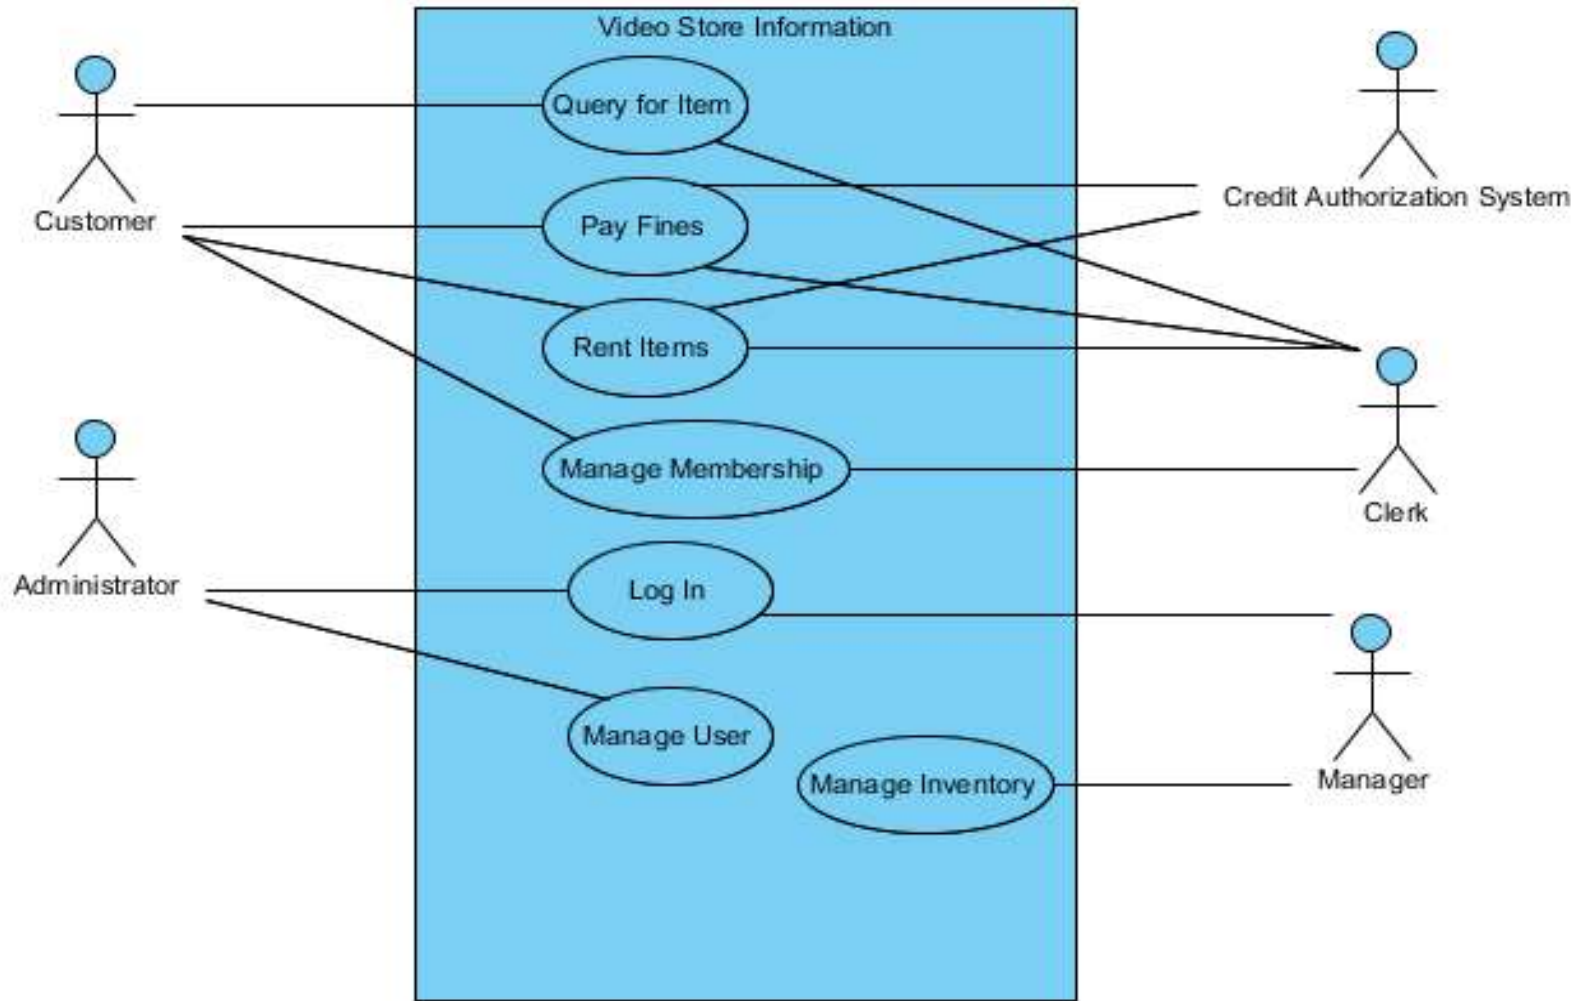 Video Store Information
Query for Item
Customer
Credit Authorization System
Pay Fines
Rent Items
Manage Membership
Clerk
Administrator
Log In
Manage User
Manage Inventory
Manager